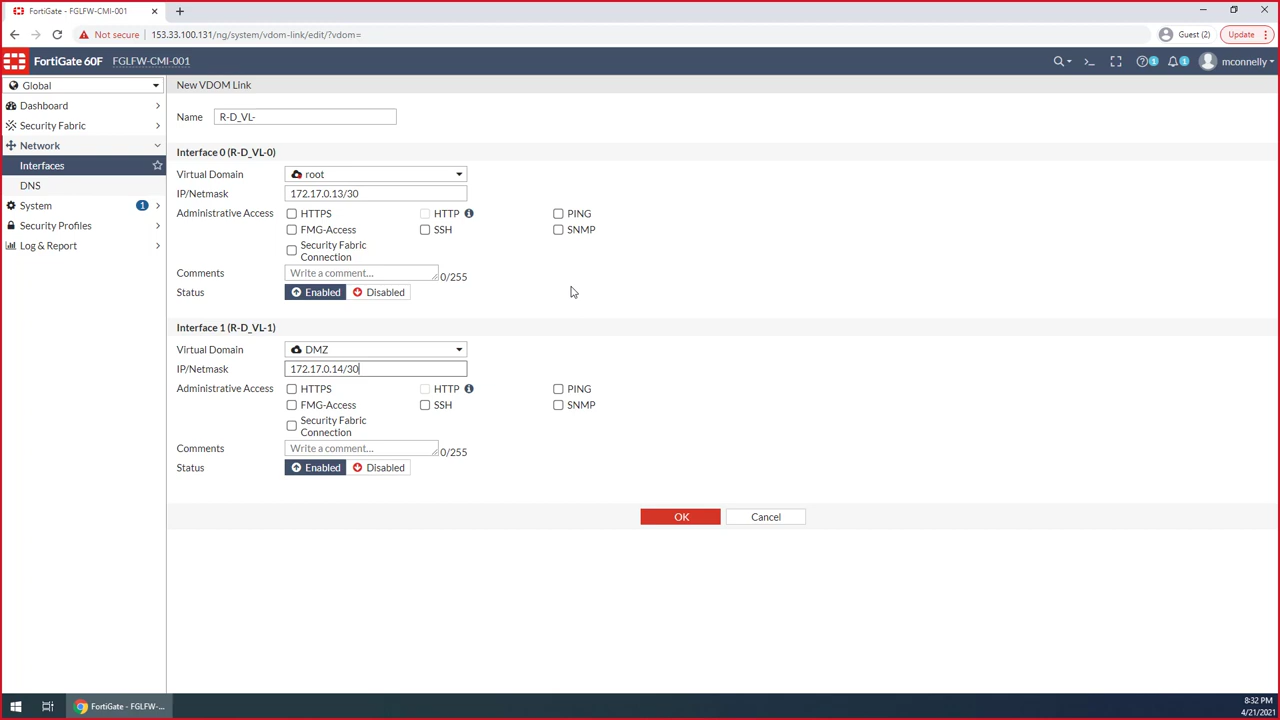 FortiGate - FGLFW-CMI-001
Not secure 153.33.100.131/ng/system/vdom-link/edit/?vdom= Guest (2) Update
FortiGate 60F FGLFW-CMI-001 1 1 mconnelly
Global
Dashboard
Security Fabric
Network
Interfaces
DNS
System 1
Security Profiles
Log & Report
New VDOM Link
Name R-D_VL-
Interface 0 (R-D_VL-0)
Virtual Domain root
IP/Netmask 172.17.0.13/30
Administrative Access HTTPS HTTP PING
FMG-Access SSH SNMP
Security Fabric
Connection
Comments Write a comment... 0/255
Status Enabled Disabled
Interface 1 (R-D_VL-1)
Virtual Domain DMZ
IP/Netmask 172.17.0.14/30
Administrative Access HTTPS HTTP PING
FMG-Access SSH SNMP
Security Fabric
Connection
Comments Write a comment... 0/255
Status Enabled Disabled
OK Cancel
FortiGate - FGLFW-...
8:32 PM
4/21/2021